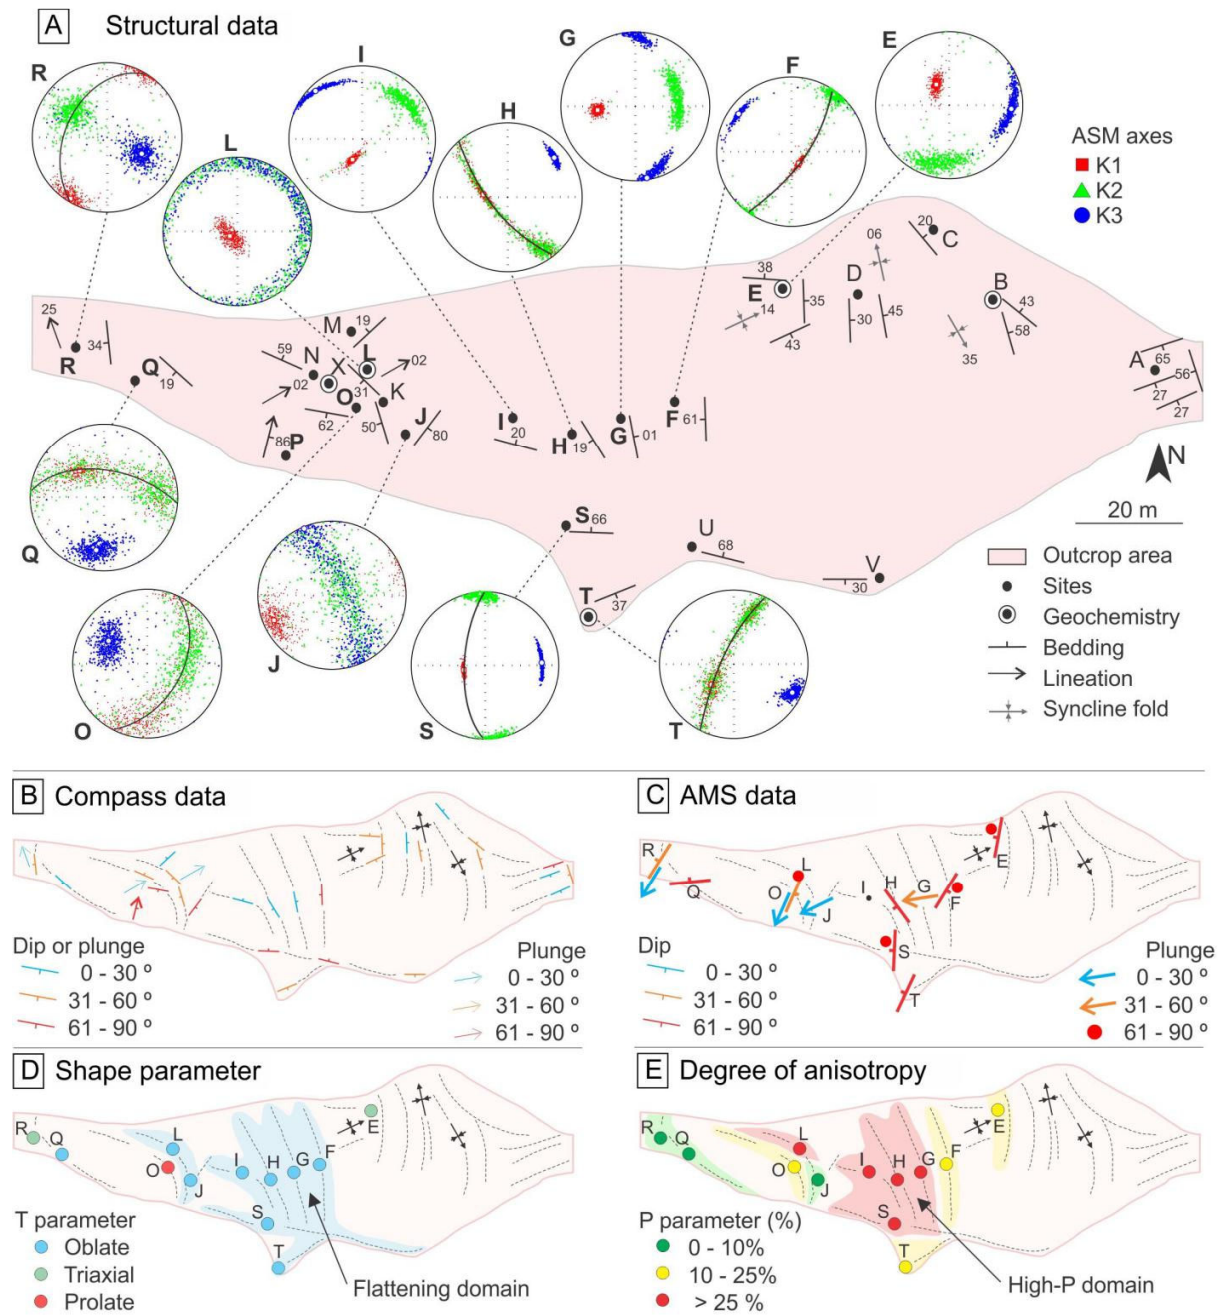 A Structural data
R
I
H
G
F
E
L
ASM axes
K1
K2
K3
20
C
06
D
38
E
14
35
43
30
45
B
43
58
35
A
65
56
27
27
25
34
R
Q
19
M
19
59
N
X
L
02
02
31
K
O
62
50
J
80
86
P
I
20
H
19
G
01
F
61
N
20 m
S
66
U
68
V
30
T
37
Outcrop area
Sites
Geochemistry
Bedding
Lineation
Syncline fold
Q
O
J
S
T
B Compass data
Dip or plunge
0 - 30 º
31 - 60 º
61 - 90 º
Plunge
0 - 30 º
31 - 60 º
61 - 90 º
C AMS data
R
Q
L
O
J
I
H
G
F
E
S
T
Dip
0 - 30 º
31 - 60 º
61 - 90 º
Plunge
0 - 30 º
31 - 60 º
61 - 90 º
D Shape parameter
R
Q
L
O
J
I
H
G
F
E
S
T
T parameter
Oblate
Triaxial
Prolate
Flattening domain
E Degree of anisotropy
R
Q
L
O
J
I
H
G
F
E
S
T
P parameter (%)
0 - 10%
10 - 25%
> 25 %
High-P domain